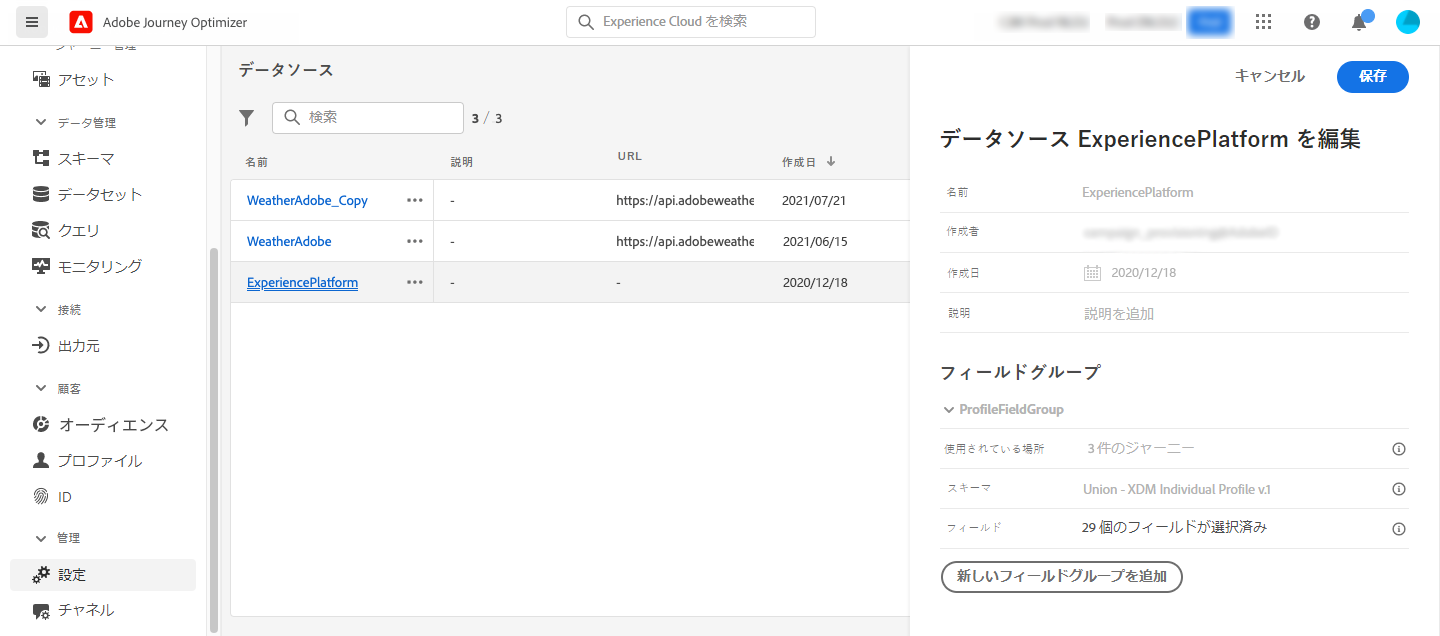 Adobe Journey Optimizer
Experience Cloud を検索
ジャーニー管理
アセット
データ管理
スキーマ
データセット
クエリ
モニタリング
接続
出力元
顧客
オーディエンス
プロファイル
ID
管理
設定
チャネル
データソース
検索
3 / 3
名前 説明 URL 作成日
WeatherAdobe_Copy - https://api.adobeweathe 2021/07/21
WeatherAdobe - https://api.adobeweathe 2021/06/15
ExperiencePlatform - - 2020/12/18
キャンセル 保存
データソース ExperiencePlatform を編集
名前 ExperiencePlatform
作成者
作成日 2020/12/18
説明 説明を追加
フィールドグループ
ProfileFieldGroup
使用されている場所 3 件のジャーニー
スキーマ Union - XDM Individual Profile v.1
フィールド 29 個のフィールドが選択済み
新しいフィールドグループを追加